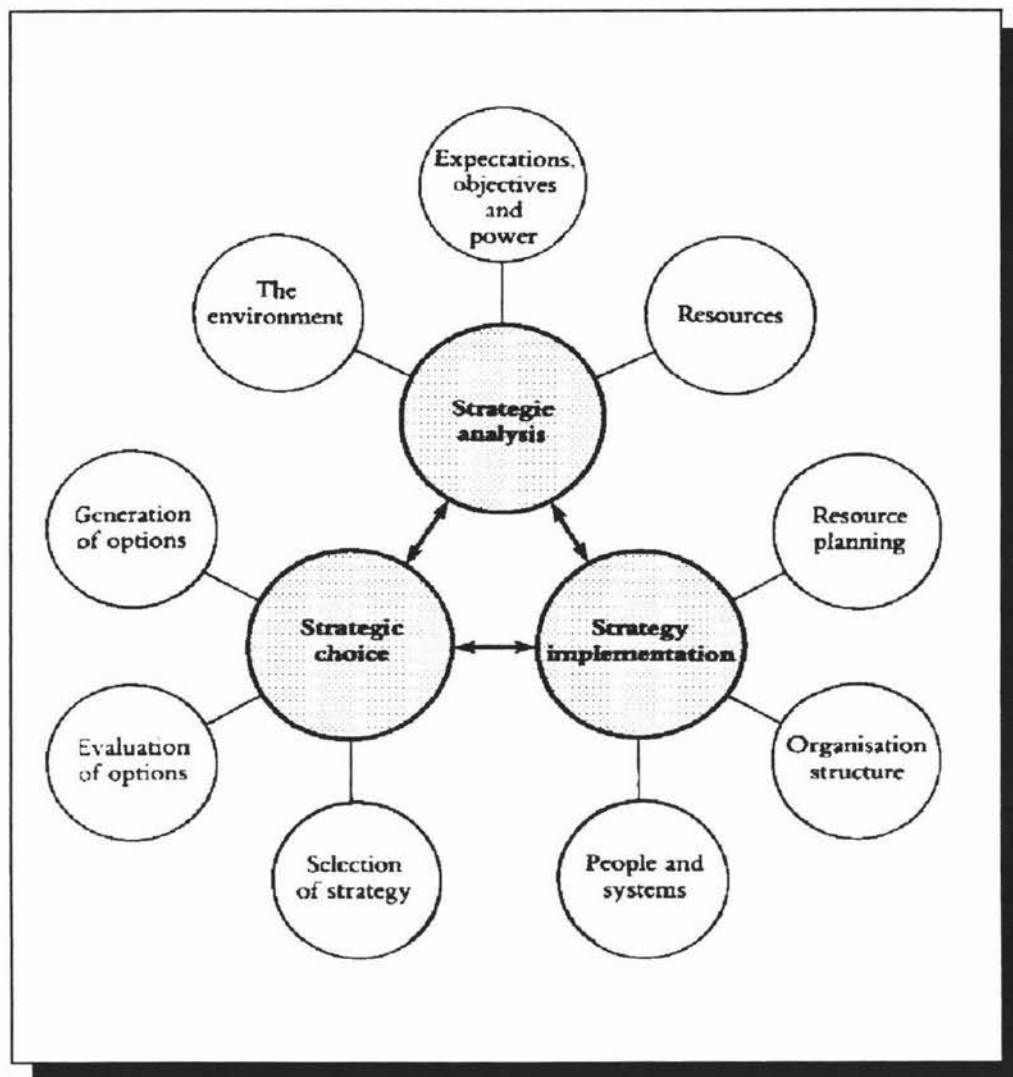 Expectations,
objectives
and
power
The
environment
Resources
Strategic
analysis
Generation
of options
Resource
planning
Strategic
choice
Strategy
implementation
Evaluation
of options
Organisation
structure
Selection
of strategy
People and
systems